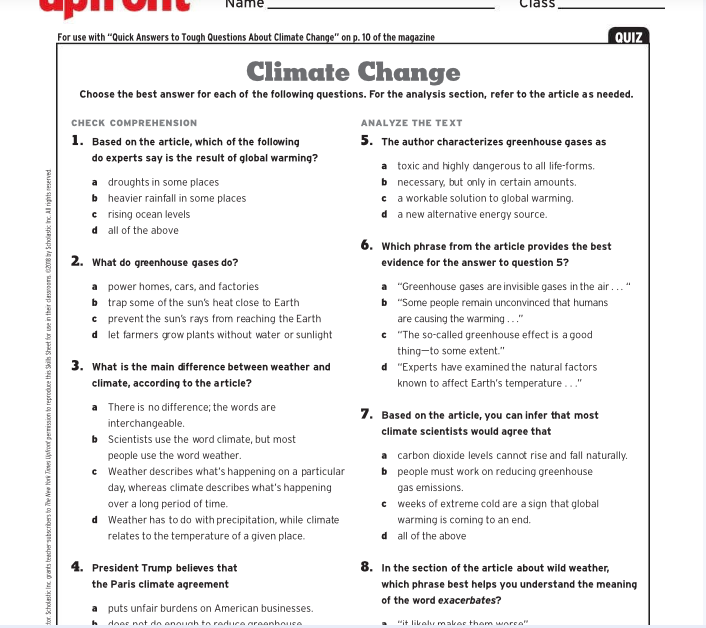 upfront
Name
Class
For use with “Quick Answers to Tough Questions About Climate Change” on p. 10 of the magazine
QUIZ
Climate Change
Choose the best answer for each of the following questions. For the analysis section, refer to the article as needed.
CHECK COMPREHENSION
1. Based on the article, which of the following
do experts say is the result of global warming?
a droughts in some places
b heavier rainfall in some places
c rising ocean levels
d all of the above
2. What do greenhouse gases do?
a power homes, cars, and factories
b trap some of the sun’s heat close to Earth
c prevent the sun’s rays from reaching the Earth
d let farmers grow plants without water or sunlight
3. What is the main difference between weather and
climate, according to the article?
a There is no difference; the words are
interchangeable.
b Scientists use the word climate, but most
people use the word weather.
c Weather describes what’s happening on a particular
day, whereas climate describes what’s happening
over a long period of time.
d Weather has to do with precipitation, while climate
relates to the temperature of a given place.
4. President Trump believes that
the Paris climate agreement
a puts unfair burdens on American businesses.
b does not do enough to reduce greenhouse
ANALYZE THE TEXT
5. The author characterizes greenhouse gases as
a toxic and highly dangerous to all life-forms.
b necessary, but only in certain amounts.
c a workable solution to global warming.
d a new alternative energy source.
6. Which phrase from the article provides the best
evidence for the answer to question 5?
a “Greenhouse gases are invisible gases in the air . . . “
b “Some people remain unconvinced that humans
are causing the warming . . .”
c “The so-called greenhouse effect is a good
thing—to some extent.”
d “Experts have examined the natural factors
known to affect Earth’s temperature . . .”
7. Based on the article, you can infer that most
climate scientists would agree that
a carbon dioxide levels cannot rise and fall naturally.
b people must work on reducing greenhouse
gas emissions.
c weeks of extreme cold are a sign that global
warming is coming to an end.
d all of the above
8. In the section of the article about wild weather,
which phrase best helps you understand the meaning
of the word exacerbates?
a “it likely makes them worse”
for. Scholastic Inc. grants teacher-subscribers to The New York Times Upfront permission to reproduce this Skills Sheet for use in their classrooms. ©2018 by Scholastic Inc. All rights reserved.